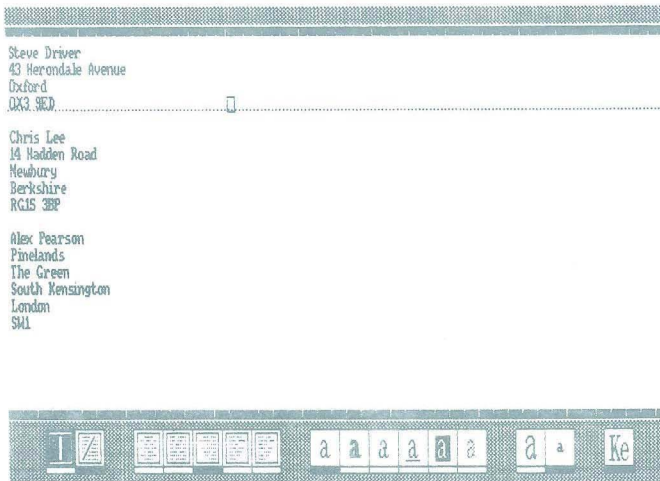 Steve Driver
43 Herondale Avenue
Oxford
OX3 9ED
Chris Lee
14 Hadden Road
Newbury
Berkshire
RG15 3BP
Alex Pearson
Pinelands
The Green
South Kensington
London
SW1
I a a a a a a a a Ke